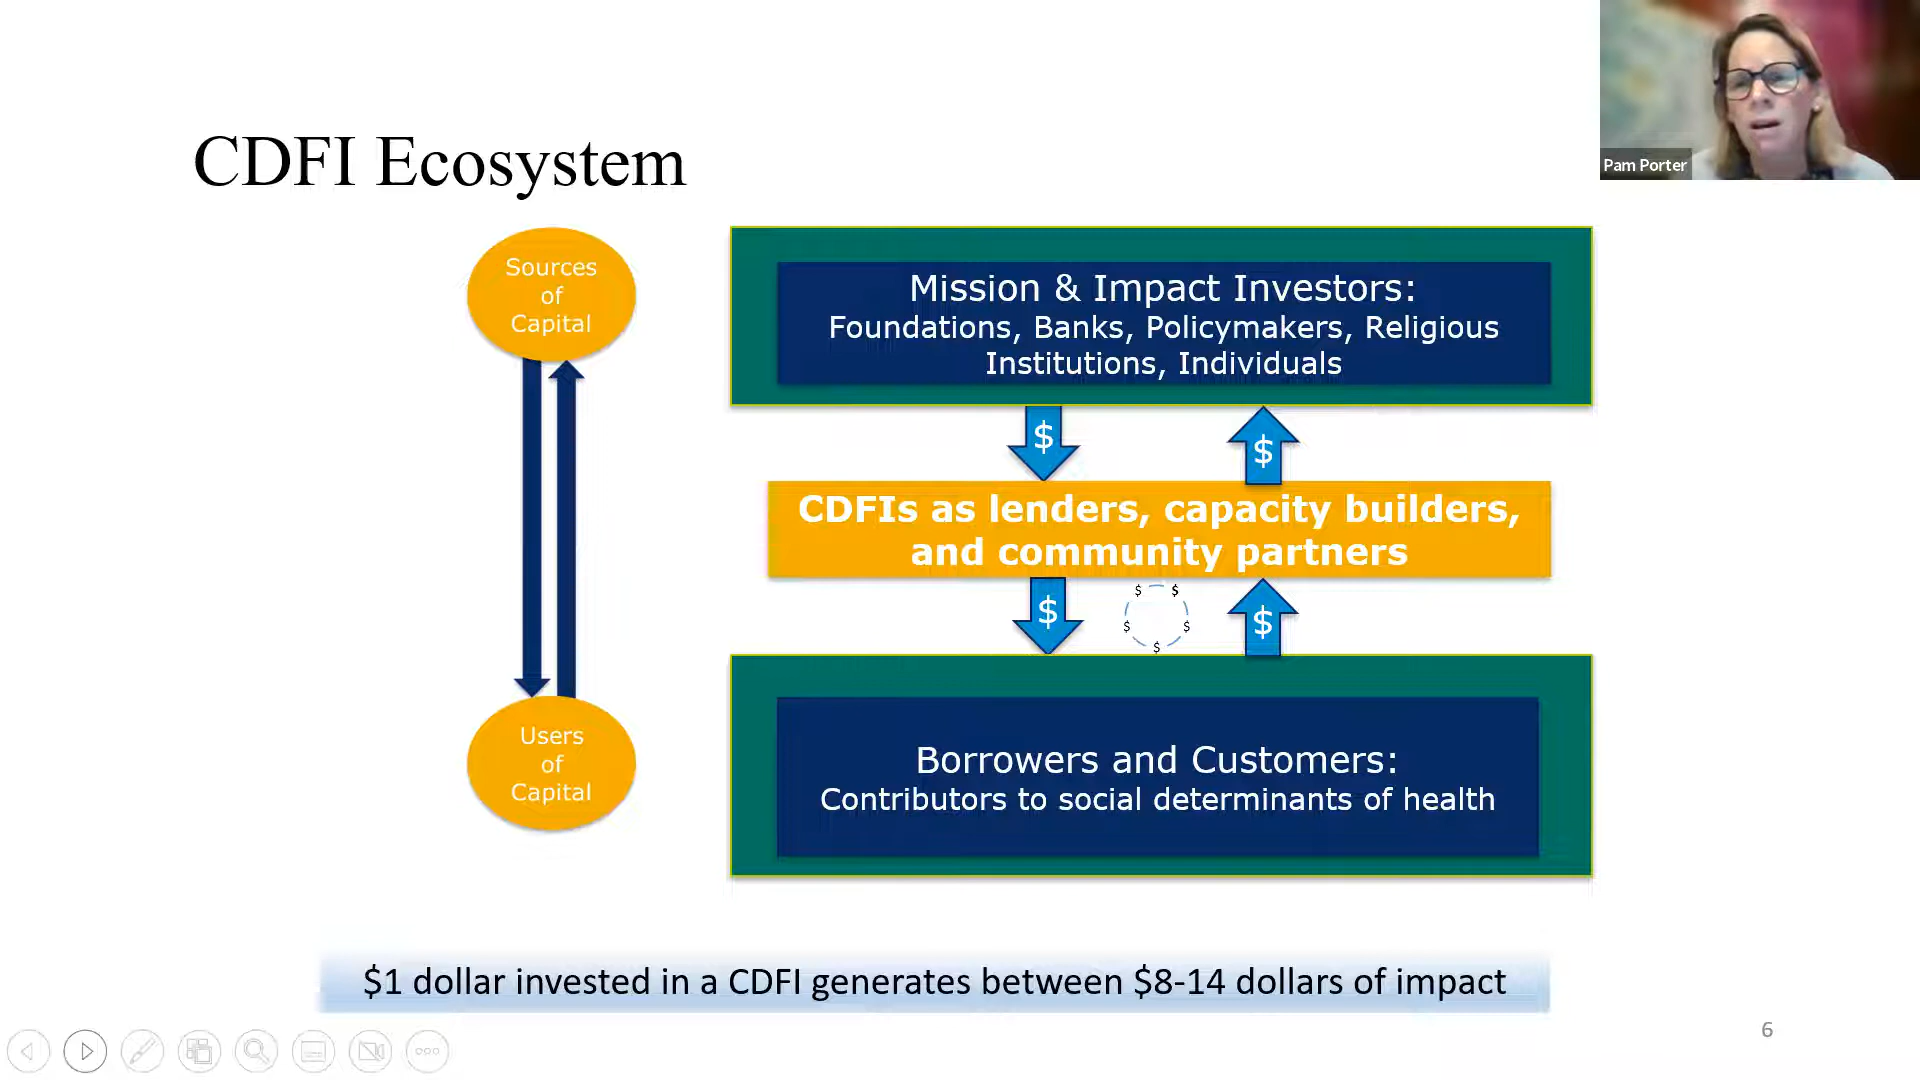 Pam Porter
CDFI Ecosystem
Sources
of
Capital
Mission & Impact Investors:
Foundations, Banks, Policymakers, Religious
Institutions, Individuals
$
$
CDFIs as lenders, capacity builders,
and community partners
$
$ $
$ $
$
$
Users
of
Capital
Borrowers and Customers:
Contributors to social determinants of health
$1 dollar invested in a CDFI generates between $8-14 dollars of impact
6